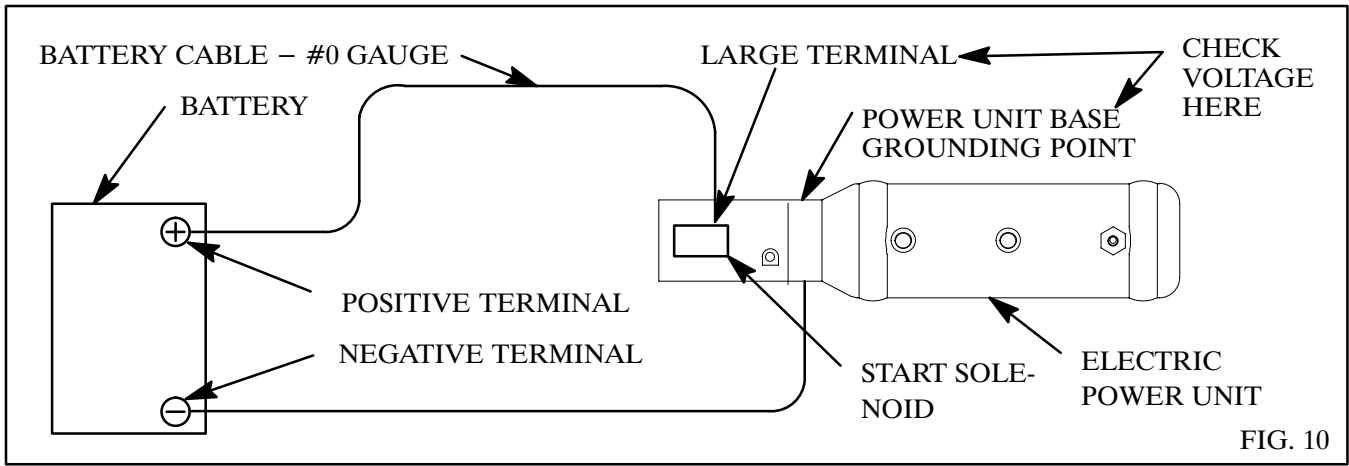 BATTERY CABLE – #0 GAUGE
LARGE TERMINAL
CHECK
VOLTAGE
HERE
BATTERY
POWER UNIT BASE
GROUNDING POINT
+
POSITIVE TERMINAL
NEGATIVE TERMINAL
–
START SOLE-
NOID
ELECTRIC
POWER UNIT
FIG. 10